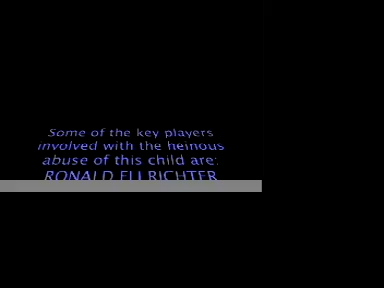 Some of the key players
involved with the heinous
abuse of this child are:
RONALD ELI RICHTER